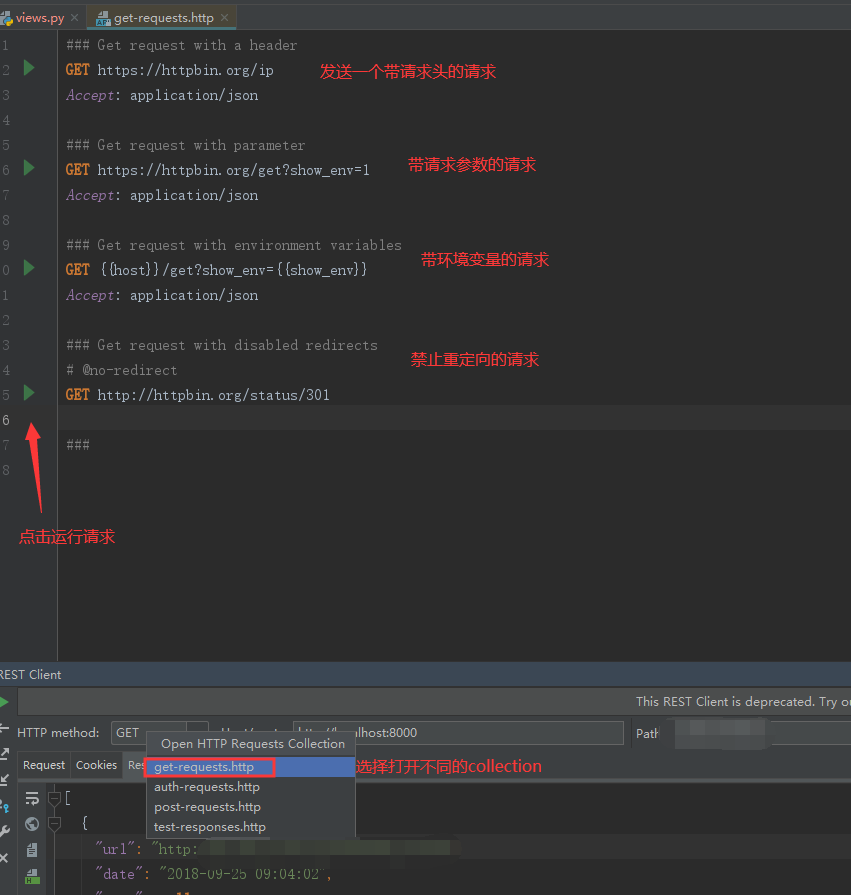 views.py
get-requests.http
1 ### Get request with a header
2 GET https://httpbin.org/ip 发送一个带请求头的请求
3 Accept: application/json
4
5 ### Get request with parameter
6 GET https://httpbin.org/get?show_env=1 带请求参数的请求
7 Accept: application/json
8
9 ### Get request with environment variables
0 GET {{host}}/get?show_env={{show_env}} 带环境变量的请求
1 Accept: application/json
2
3 ### Get request with disabled redirects
4 # @no-redirect 禁止重定向的请求
5 GET http://httpbin.org/status/301
6
7 ###
8
点击运行请求
REST Client
This REST Client is deprecated. Try
HTTP method: GET localhost:8000 Path
Open HTTP Requests Collection
Request Cookies Res
get-requests.http 选择打开不同的collection
auth-requests.http
post-requests.http
test-responses.http
[
{
"url": "http:
"date": "2018-09-25 09:04:02",